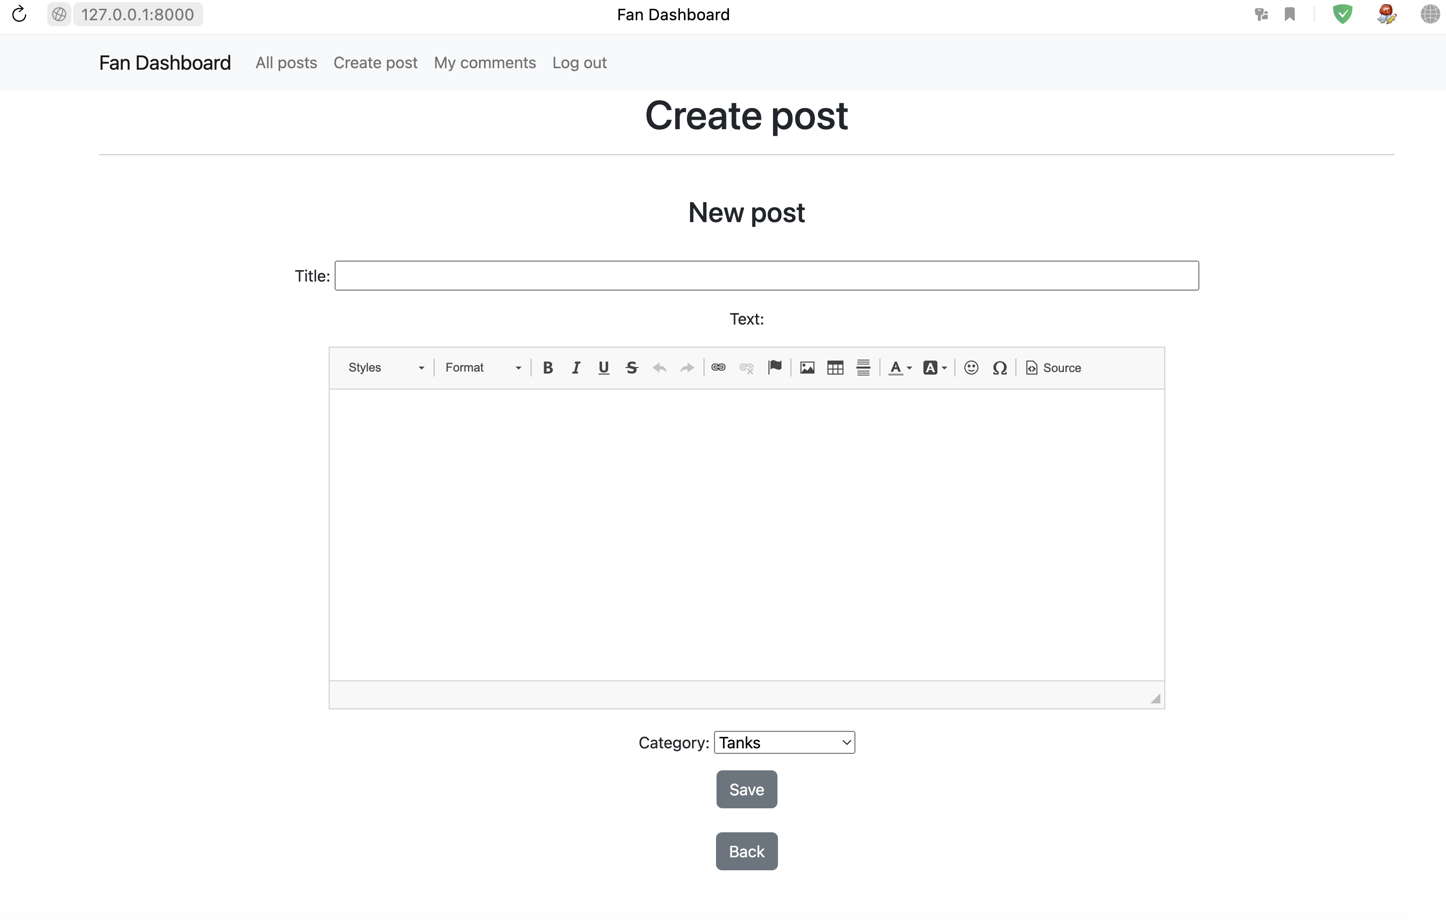 127.0.0.1:8000 Fan Dashboard
Fan Dashboard All posts Create post My comments Log out
Create post
New post
Title:
Text:
Styles Format B I U S A A Ω Source
Category: Tanks
Save
Back